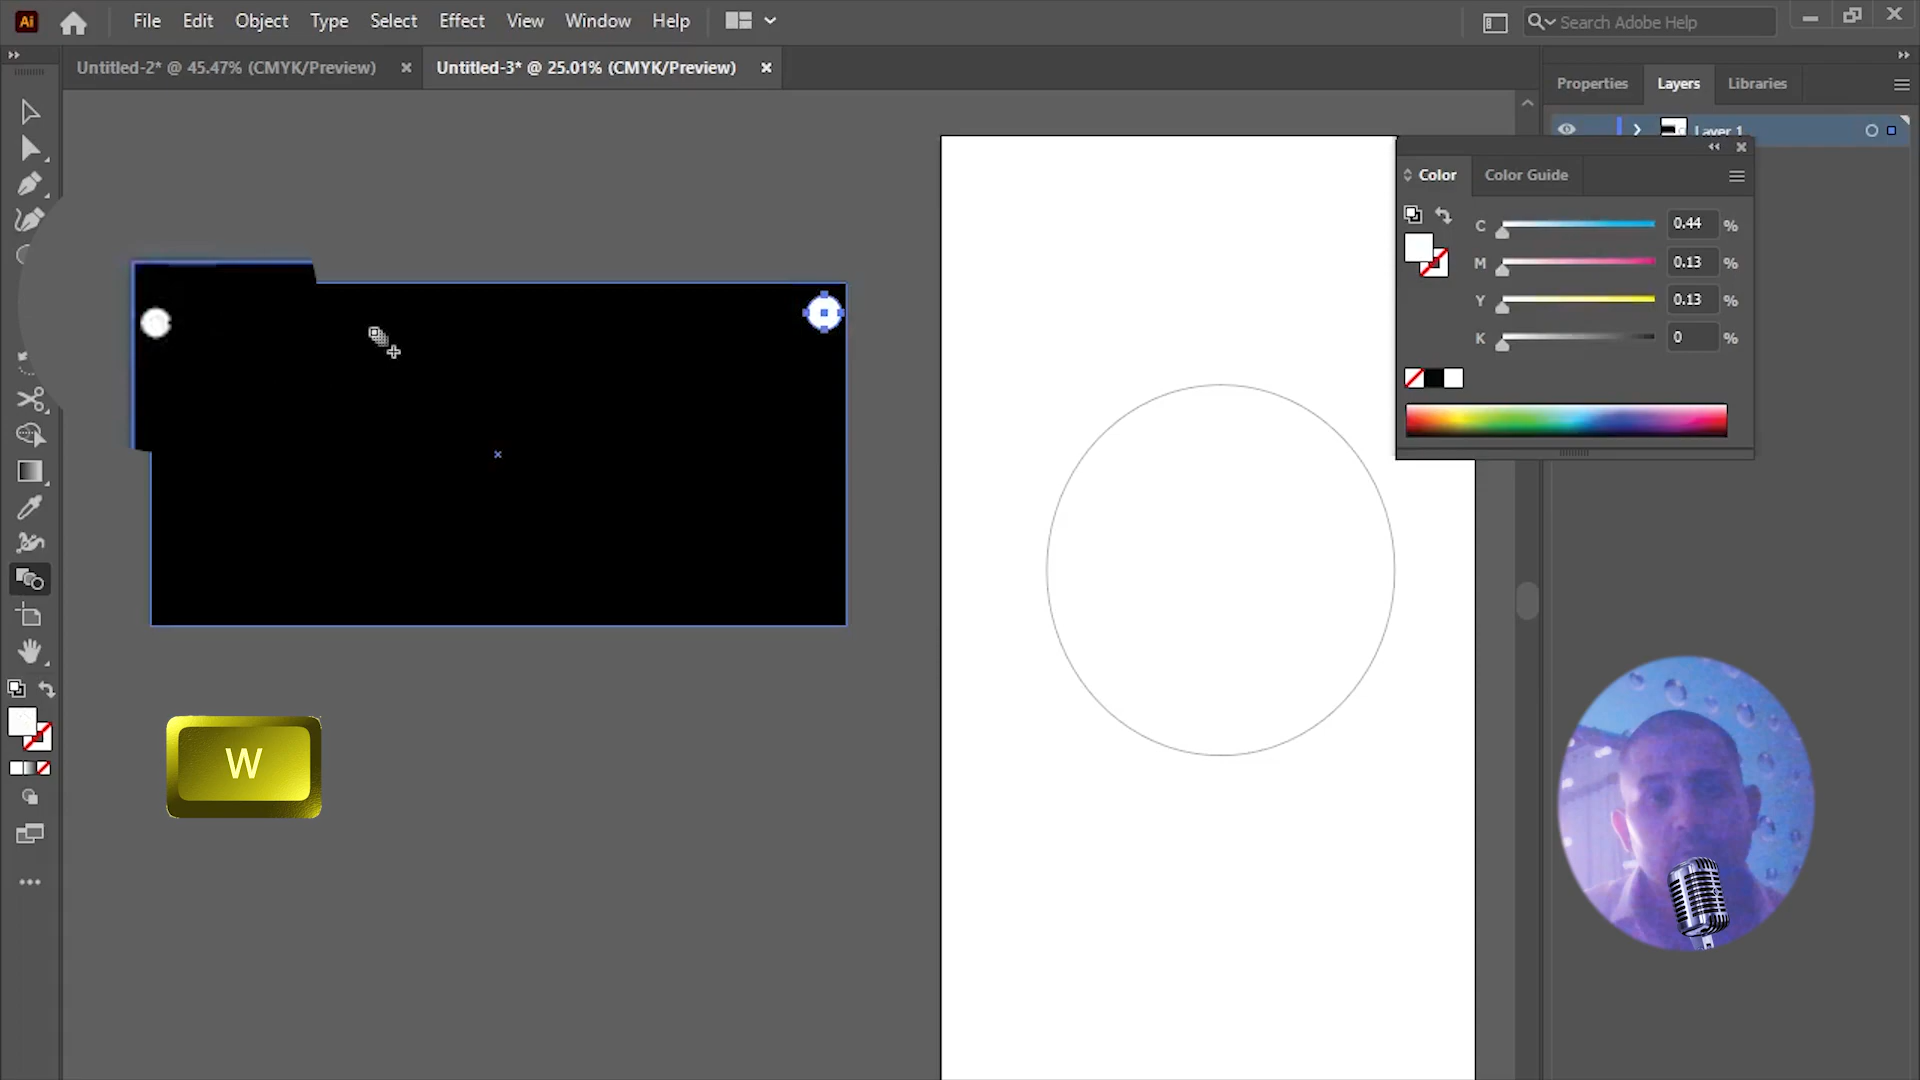 Ai File Edit Object Type Select Effect View Window Help Search Adobe Help
Untitled-2* @ 45.47% (CMYK/Preview) Untitled-3* @ 25.01% (CMYK/Preview)
Properties Layers Libraries
Layer 1
Color Color Guide
C 0.44 %
M 0.13 %
Y 0.13 %
K 0 %
W